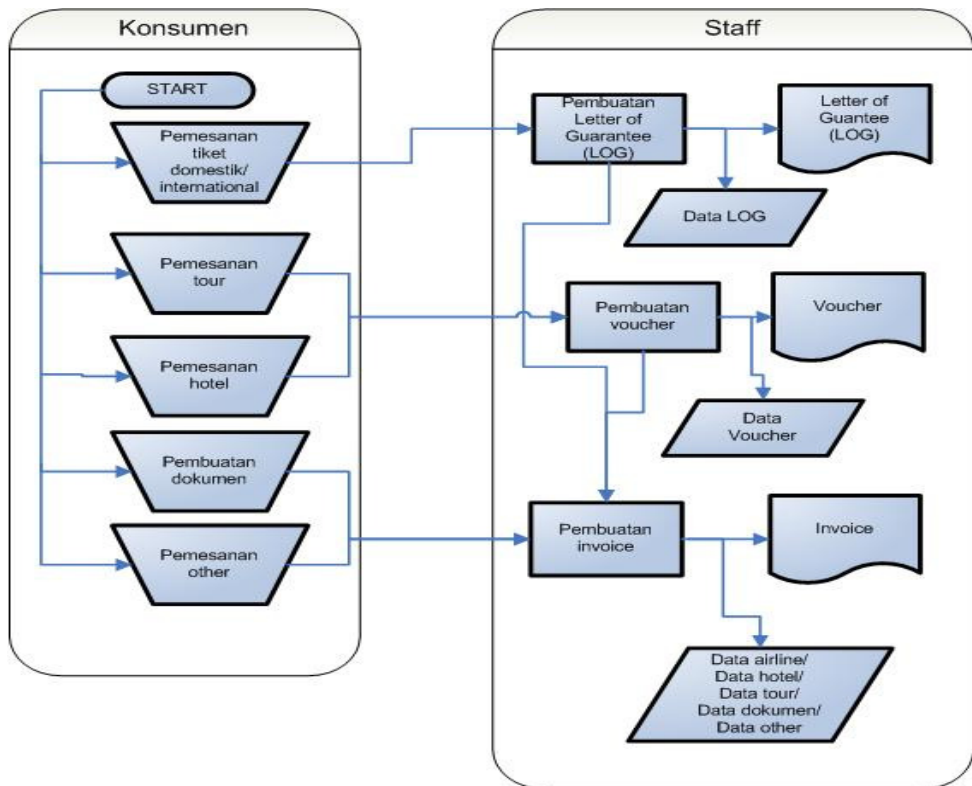 Konsumen
START
Pemesanan
tiket
domestik/
international
Pemesanan
tour
Pemesanan
hotel
Pembuatan
dokumen
Pemesanan
other
Staff
Pembuatan
Letter of
Guarantee
(LOG)
Letter of
Guantee
(LOG)
Data LOG
Pembuatan
voucher
Voucher
Data
Voucher
Pembuatan
invoice
Invoice
Data airline/
Data hotel/
Data tour/
Data dokumen/
Data other